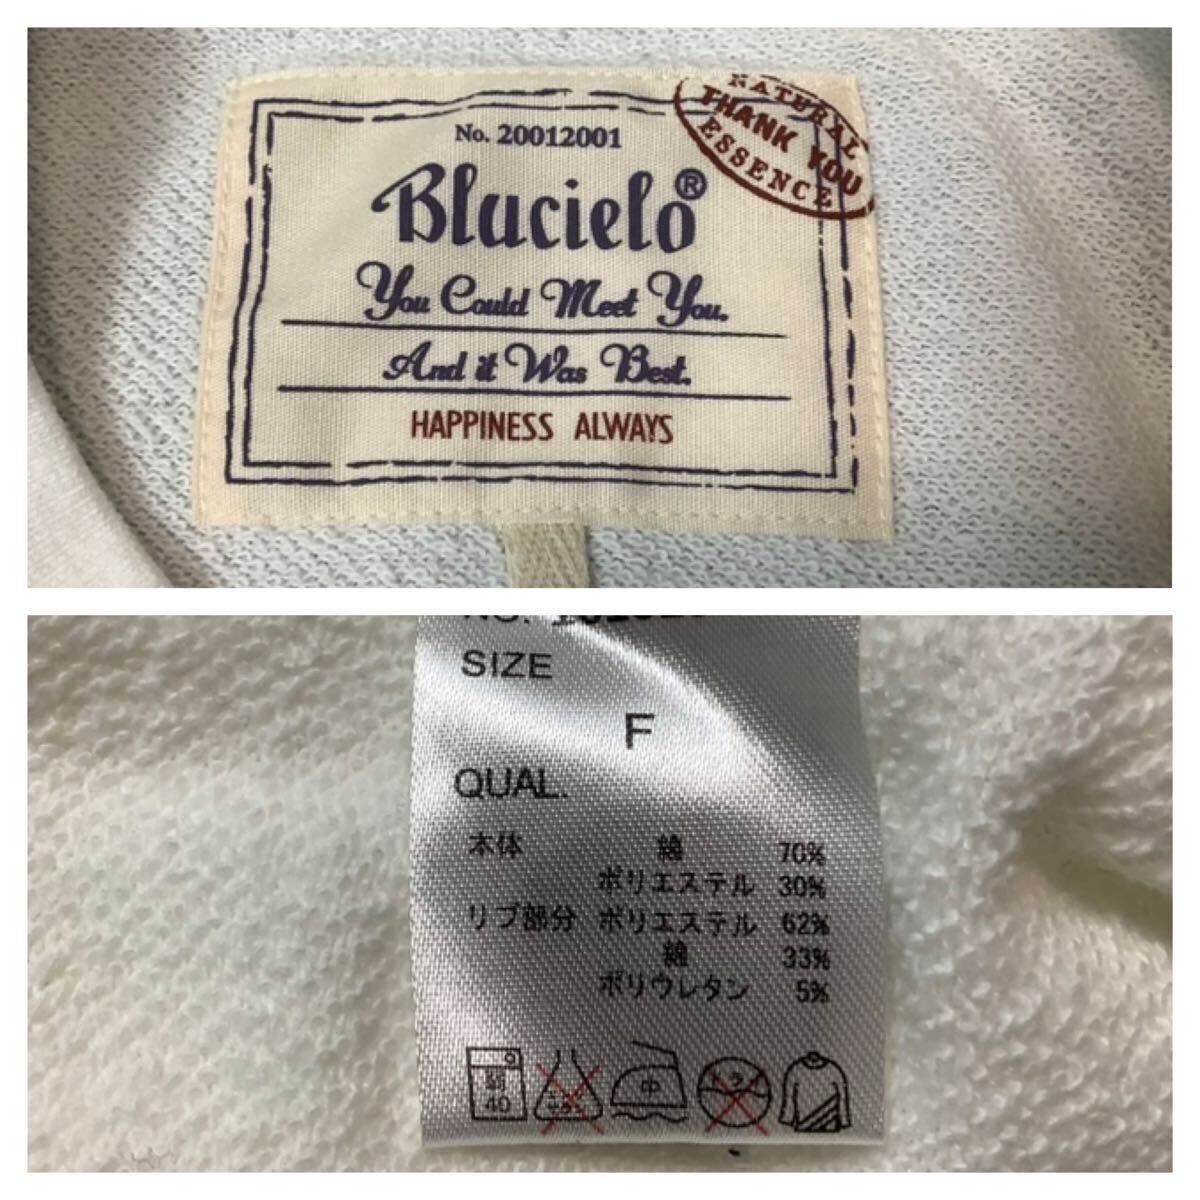 No. 20012001
NATURAL
THANK YOU
ESSENCE
Blucielo®
You Could Meet You.
And it Was Best.
HAPPINESS ALWAYS
SIZE
F
QUAL.
本体 綿 70%
ポリエステル 30%
リブ部分 ポリエステル 62%
綿 33%
ポリウレタン 5%
弱 中
40